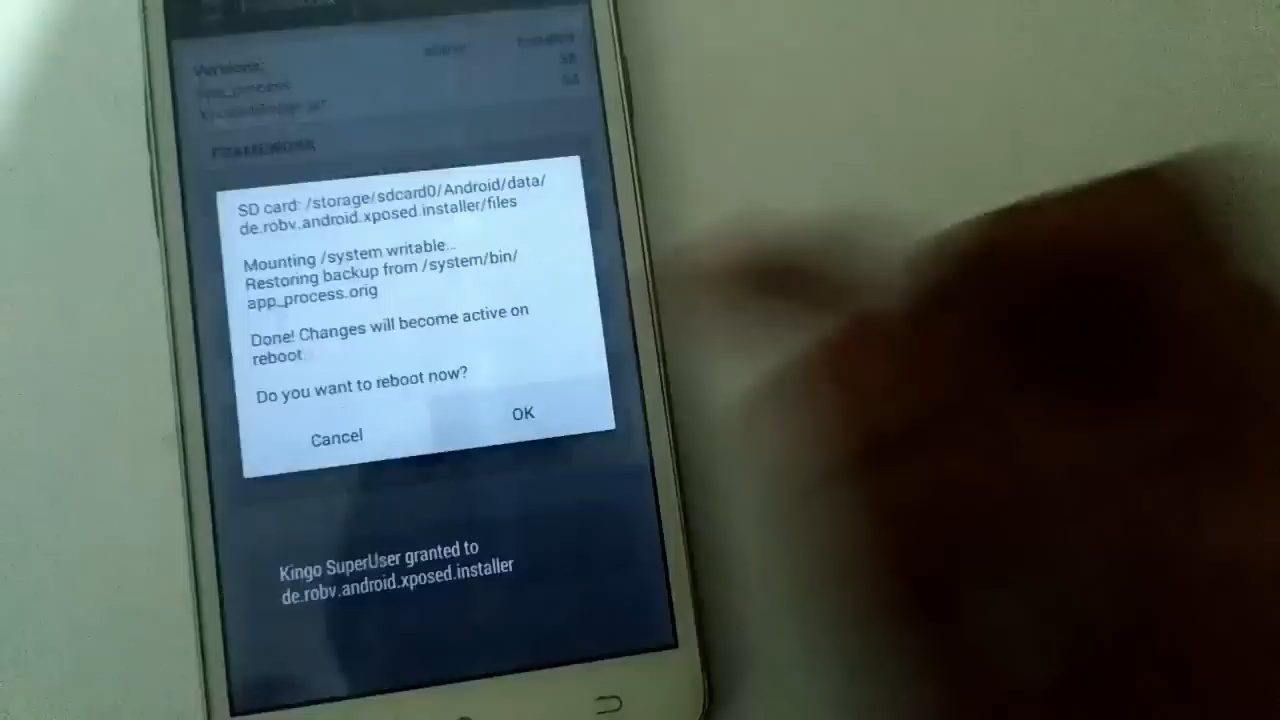 Versions:
app_process
FRAMEWORK
SD card: /storage/sdcard0/Android/data/
de.robv.android.xposed.installer/files
Mounting /system writable...
Restoring backup from /system/bin/
app_process.orig
Done! Changes will become active on
reboot.
Do you want to reboot now?
Cancel
OK
Kingo SuperUser granted to
de.robv.android.xposed.installer